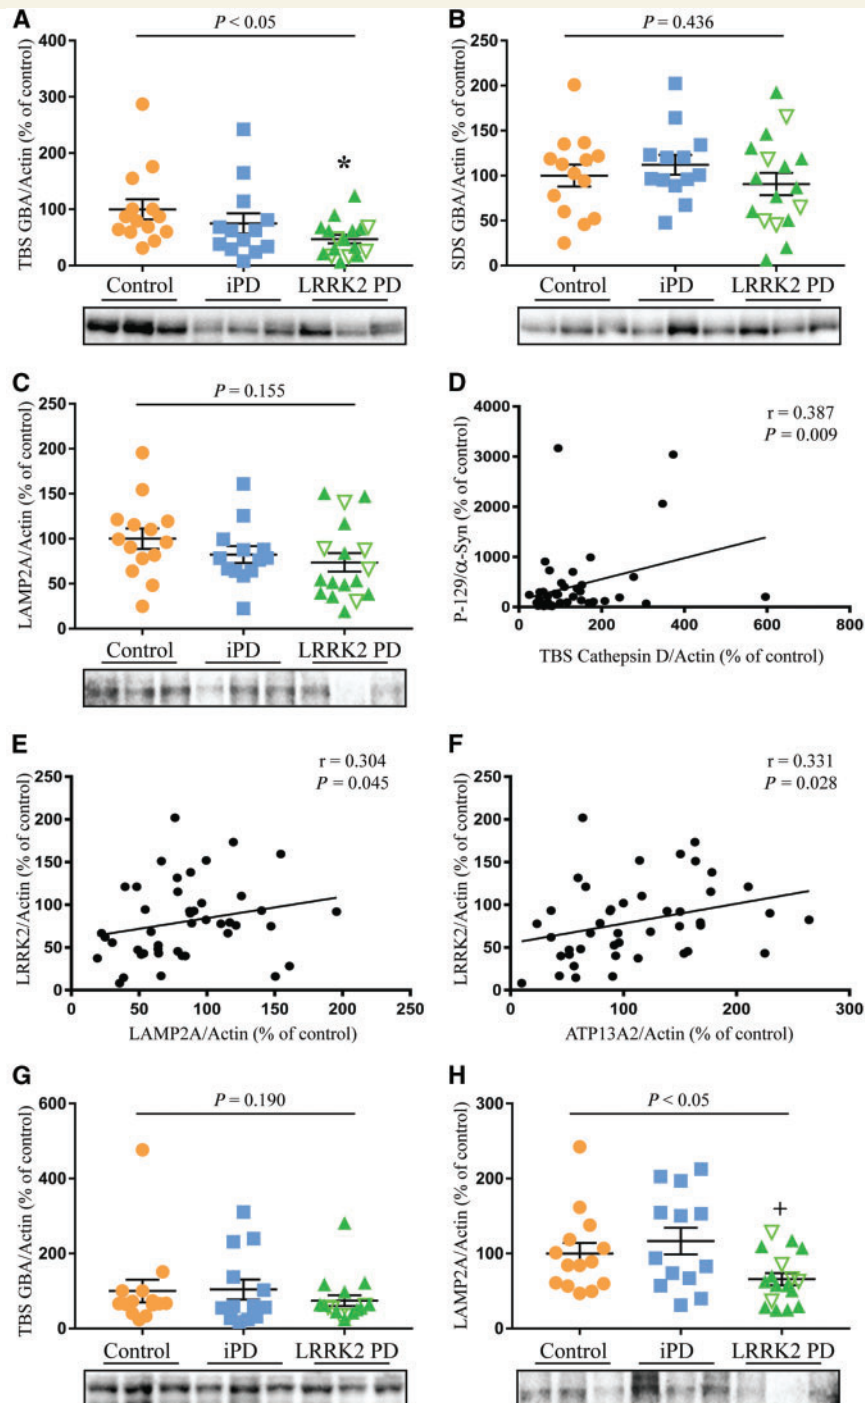 A
P < 0.05
TBS GBA/Actin (% of control)
400
300
200
100
0
*
Control iPD LRRK2 PD
B
P = 0.436
SDS GBA/Actin (% of control)
250
200
150
100
50
0
Control iPD LRRK2 PD
C
P = 0.155
LAMP2A/Actin (% of control)
250
200
150
100
50
0
Control iPD LRRK2 PD
D
r = 0.387
P = 0.009
P-129/α-Syn (% of control)
4000
3000
2000
1000
0
0 200 400 600 800
TBS Cathepsin D/Actin (% of control)
E
r = 0.304
P = 0.045
LRRK2/Actin (% of control)
250
200
150
100
50
0
0 50 100 150 200 250
LAMP2A/Actin (% of control)
F
r = 0.331
P = 0.028
LRRK2/Actin (% of control)
250
200
150
100
50
0
0 100 200 300
ATP13A2/Actin (% of control)
G
P = 0.190
TBS GBA/Actin (% of control)
600
400
200
0
Control iPD LRRK2 PD
H
P < 0.05
LAMP2A/Actin (% of control)
300
200
100
0
+
Control iPD LRRK2 PD